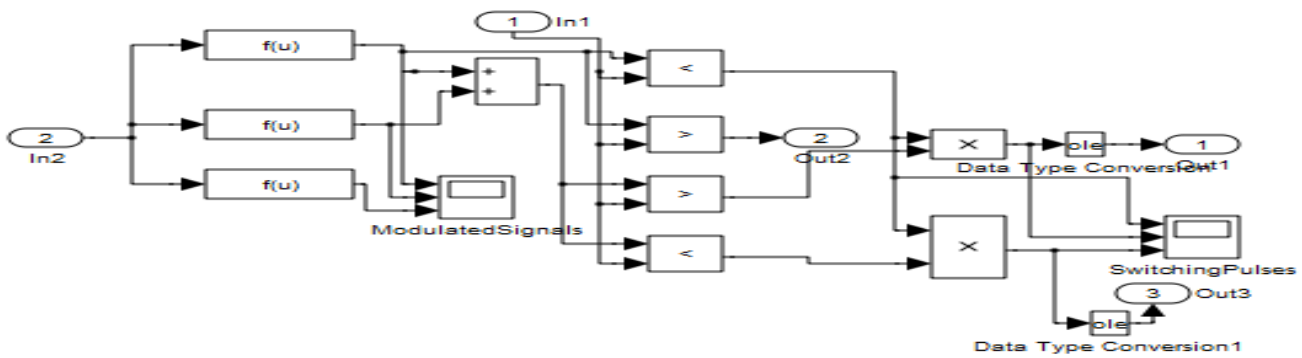 1 In1
f(u)
+
+
<
f(u)
2
In2
>
2
Out2
X
ole
1
Out1
Data Type Conversion
f(u)
>
ModulatedSignals
<
X
SwitchingPulses
3 Out3
ole
Data Type Conversion1